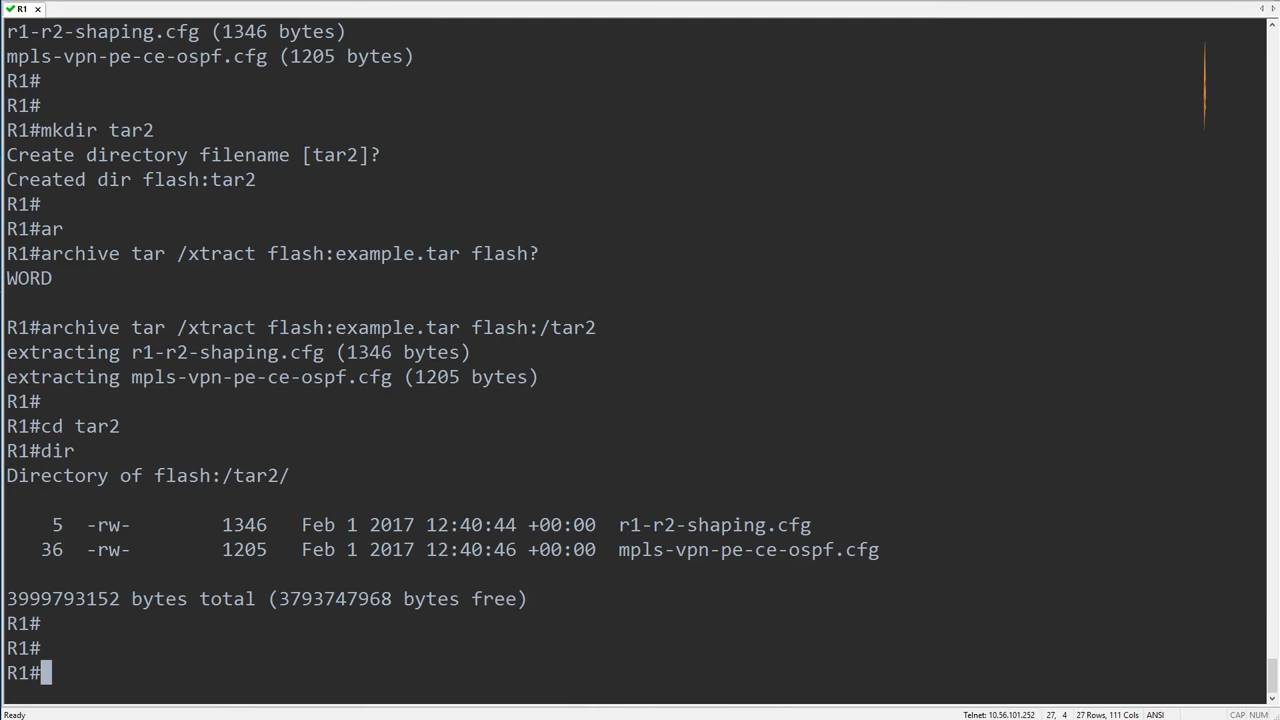 R1
r1-r2-shaping.cfg (1346 bytes)
mpls-vpn-pe-ce-ospf.cfg (1205 bytes)
R1#
R1#
R1#mkdir tar2
Create directory filename [tar2]?
Created dir flash:tar2
R1#
R1#ar
R1#archive tar /xtract flash:example.tar flash?
WORD
R1#archive tar /xtract flash:example.tar flash:/tar2
extracting r1-r2-shaping.cfg (1346 bytes)
extracting mpls-vpn-pe-ce-ospf.cfg (1205 bytes)
R1#
R1#cd tar2
R1#dir
Directory of flash:/tar2/
5 -rw- 1346 Feb 1 2017 12:40:44 +00:00 r1-r2-shaping.cfg
36 -rw- 1205 Feb 1 2017 12:40:46 +00:00 mpls-vpn-pe-ce-ospf.cfg
3999793152 bytes total (3793747968 bytes free)
R1#
R1#
R1#
Ready Telnet: 10.56.101.252 27, 4 27 Rows, 111 Cols ANSI CAP NUM